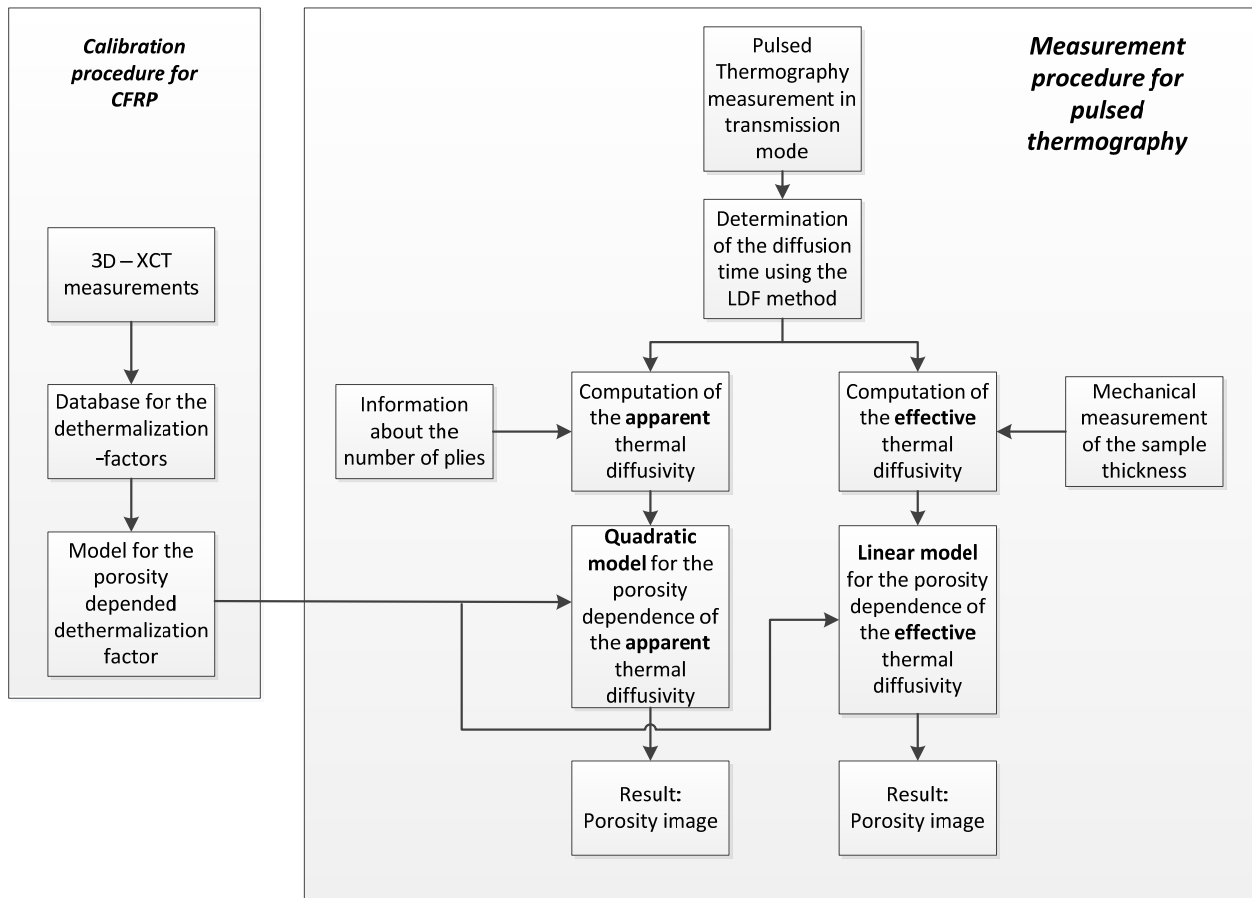 Calibration
procedure for
CFRP
3D – XCT
measurements
Database for the
dethermalization
-factors
Model for the
porosity
depended
dethermalization
factor
Measurement
procedure for
pulsed
thermography
Pulsed
Thermography
measurement in
transmission
mode
Determination
of the diffusion
time using the
LDF method
Information
about the
number of plies
Computation of
the apparent
thermal
diffusivity
Computation of
the effective
thermal
diffusivity
Mechanical
measurement
of the sample
thickness
Quadratic
model for the
porosity
dependence of
the apparent
thermal
diffusivity
Linear model
for the porosity
dependence of
the effective
thermal
diffusivity
Result:
Porosity image
Result:
Porosity image